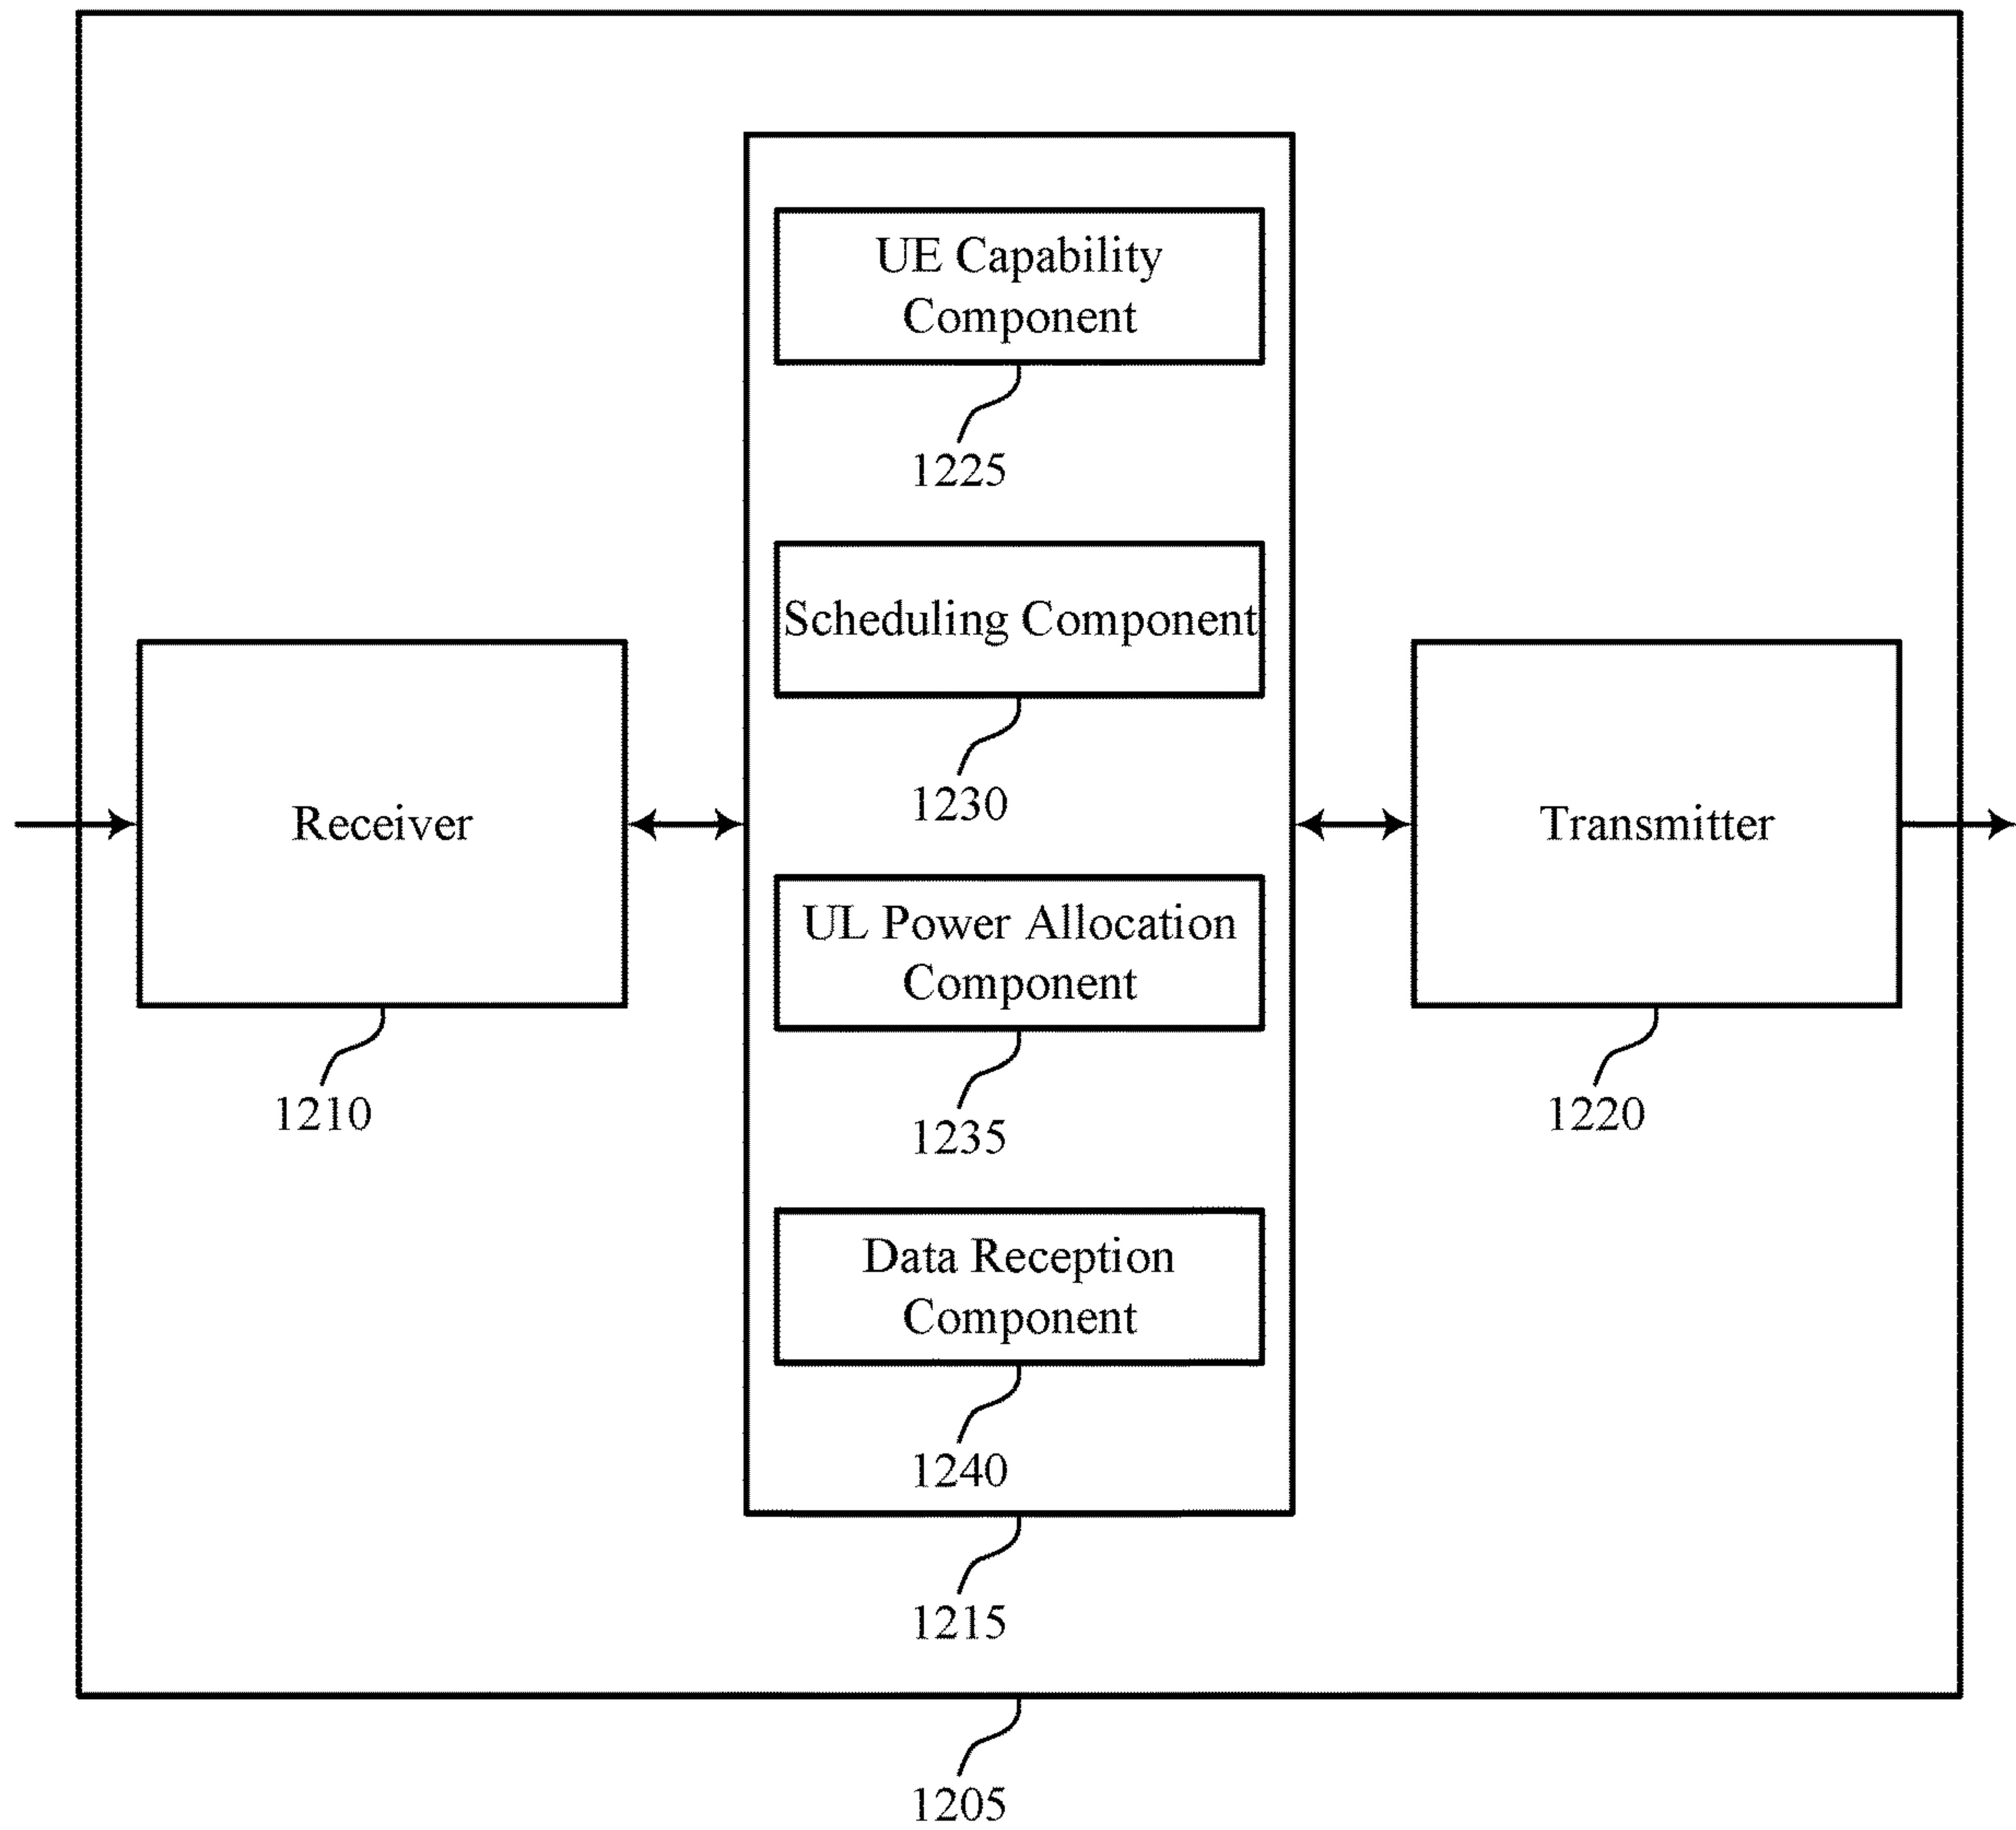 UE Capability
Component
1225
Scheduling Component
1230
Receiver
1210
UL Power Allocation
Component
1235
Transmitter
1220
Data Reception
Component
1240
1215
1205